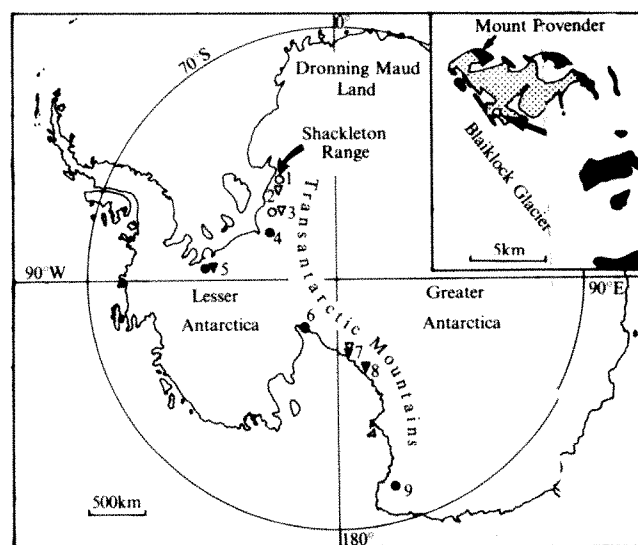 0°
70°S
Dronning Maud
Land
Shackleton
Range
1
2
3
4
5
Transantarctic Mountains
90°W
90°E
Lesser
Antarctica
Greater
Antarctica
6
7
8
9
500km
180°
Mount Provender
Blaiklock Glacier
5km